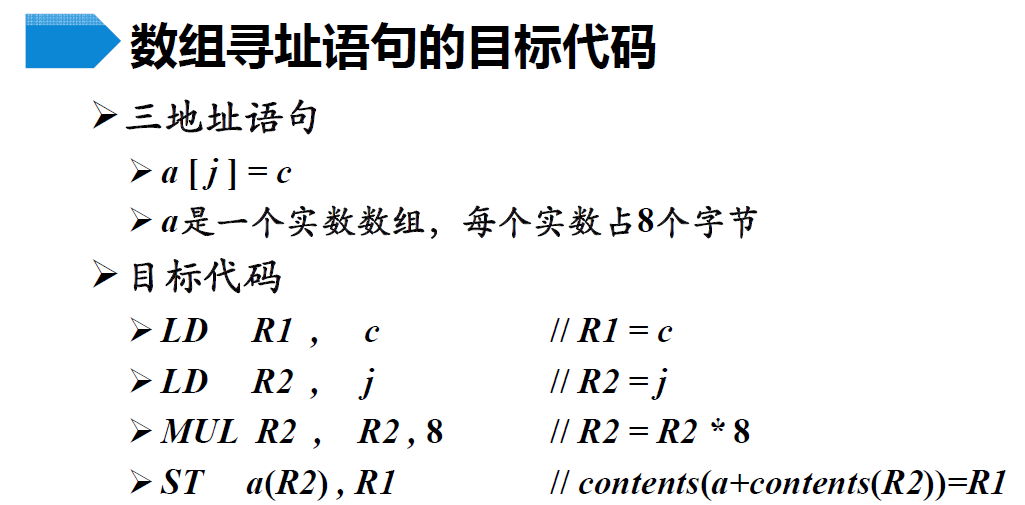 数组寻址语句的目标代码
➢三地址语句
➢a [ j ] = c
➢a是一个实数数组，每个实数占8个字节
➢目标代码
➢LD R1 , c // R1 = c
➢LD R2 , j // R2 = j
➢MUL R2 , R2 , 8 // R2 = R2 * 8
➢ST a(R2) , R1 // contents(a+contents(R2))=R1